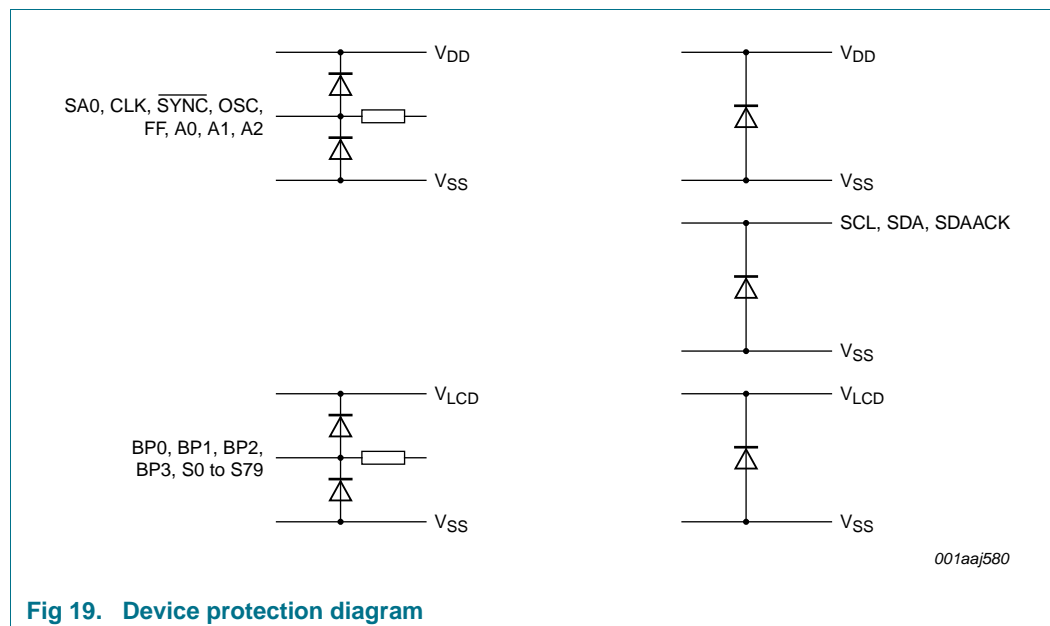 VDD
SA0, CLK, SYNC, OSC,
FF, A0, A1, A2
VSS
VDD
VSS
SCL, SDA, SDAACK
VSS
VLCD
BP0, BP1, BP2,
BP3, S0 to S79
VSS
VLCD
VSS
001aaj580
Fig 19. Device protection diagram